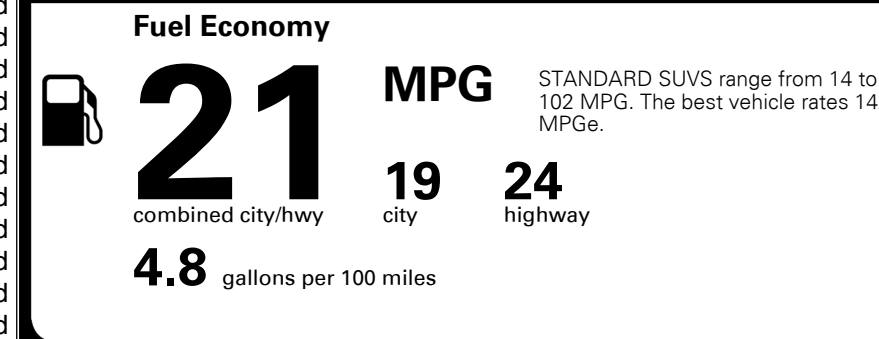 Fuel Economy
21 MPG
STANDARD SUVS range from 14 to
102 MPG. The best vehicle rates 14
MPGe.
19 24
combined city/hwy city highway
4.8 gallons per 100 miles
d
d
d
d
d
d
d
d
d
d
d